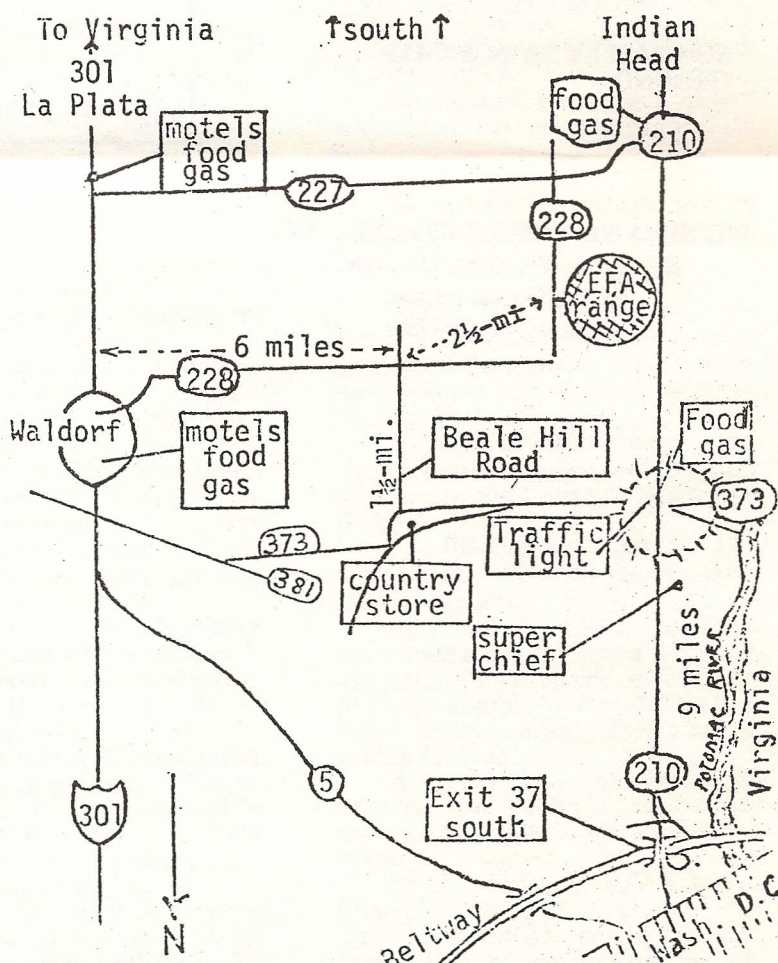 To Virginia
↑south↑
Indian
Head
301
La Plata
motels
food
gas
food
gas
210
227
228
EFA
range
2½-mi
6 miles
228
Waldorf
motels
food
gas
1½-mi.
Beale Hill
Road
Food
gas
373
Traffic
light
373
381
country
store
super
chief
9 miles
POTOMAC RIVER
Virginia
210
5
Exit 37
south
301
N
Beltway
Wash. D.C.